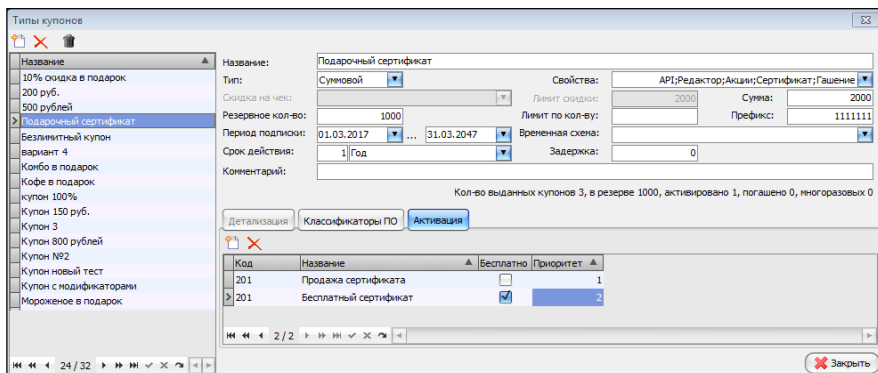 Типы купонов
Название
10% скидка в подарок
200 руб.
500 рублей
Подарочный сертификат
Безлимитный купон
вариант 4
Комбо в подарок
Кофе в подарок
купон 100%
Купон 150 руб.
Купон 3
Купон 800 рублей
Купон №2
Купон новый тест
Купон с модификаторами
Мороженое в подарок
24 / 32
Название: Подарочный сертификат
Тип: Суммовой Свойства: API;Редактор;Акции;Сертификат;Гашение
Скидка на чек: Лимит скидки: 2000 Сумма: 2000
Резервное кол-во: 1000 Лимит по кол-ву: Префикс: 1111111
Период подписки: 01.03.2017 ... 31.03.2047 Временная схема:
Срок действия: 1 Год Задержка: 0
Комментарий:
Кол-во выданных купонов 3, в резерве 1000, активировано 1, погашено 0, многоразовых 0
Детализация Классификаторы ПО Активация
Код Название Бесплатно Приоритет
201 Продажа сертификата 1
201 Бесплатный сертификат 2
2 / 2
Закрыть